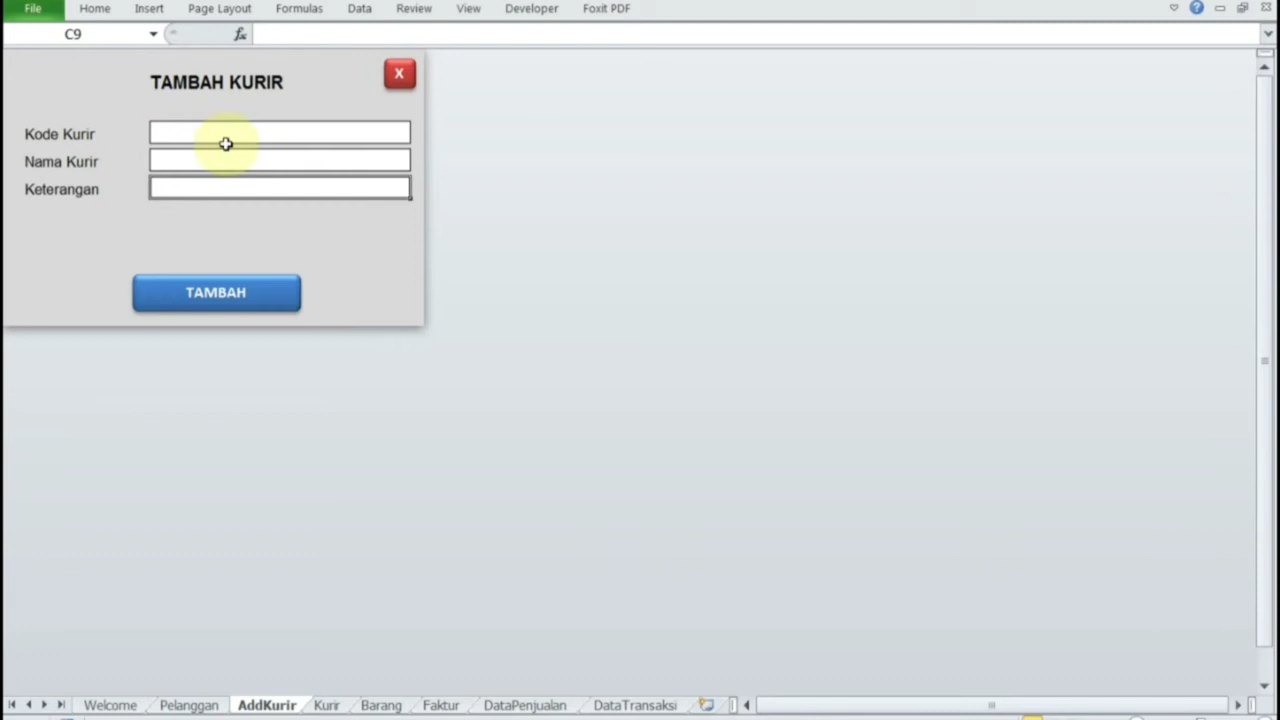 File Home Insert Page Layout Formulas Data Review View Developer Foxit PDF
C9 fx
TAMBAH KURIR X
Kode Kurir
Nama Kurir
Keterangan
TAMBAH
Welcome Pelanggan AddKurir Kurir Barang Faktur DataPenjualan DataTransaksi